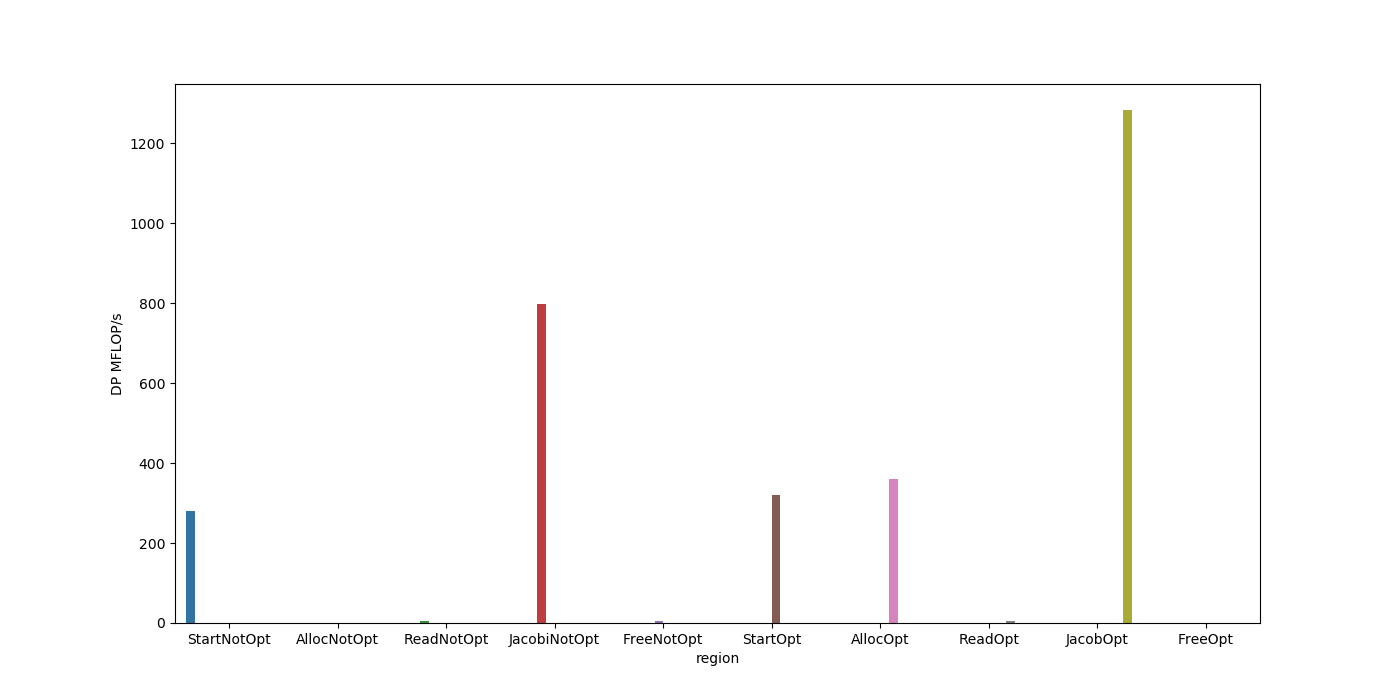 1200
1000
800
600
400
200
0
DP MFLOP/s
StartNotOpt AllocNotOpt ReadNotOpt JacobiNotOpt FreeNotOpt StartOpt AllocOpt ReadOpt JacobOpt FreeOpt
region